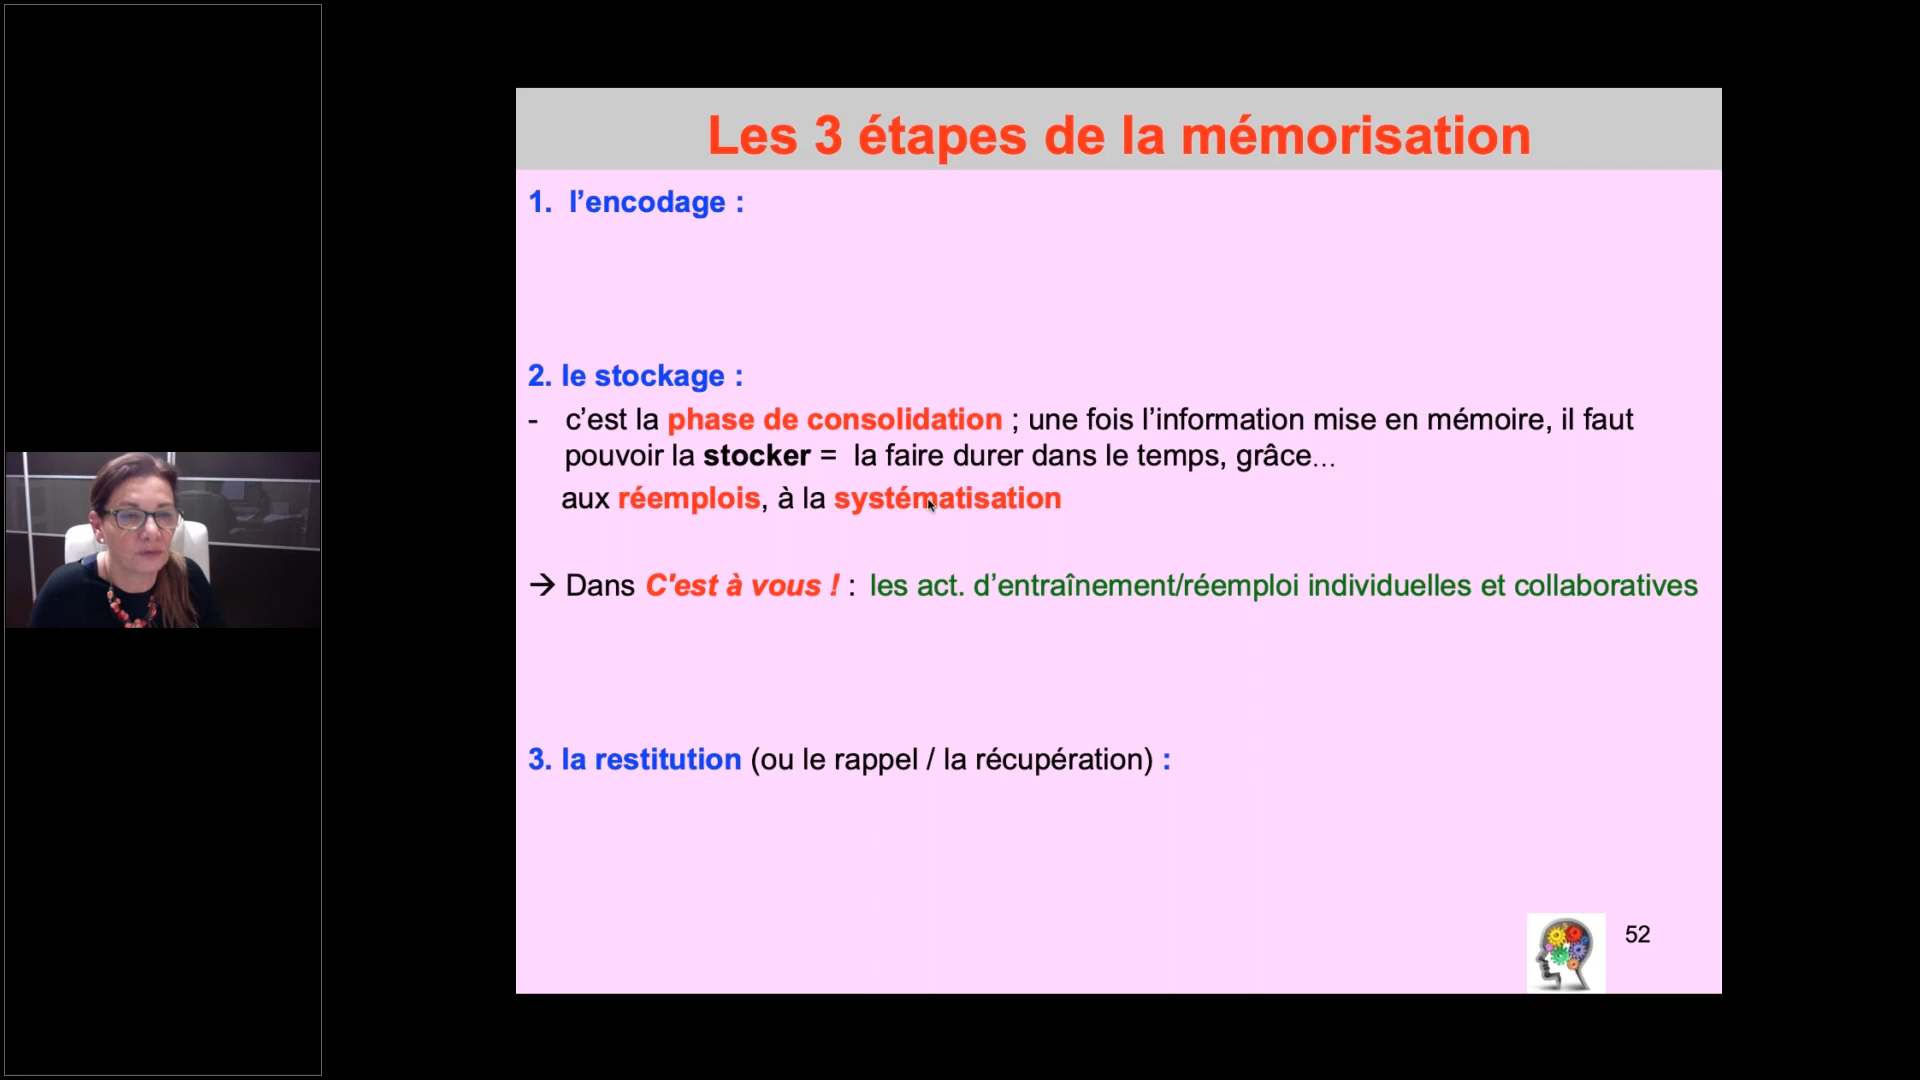 Les 3 étapes de la mémorisation
1. l’encodage :
2. le stockage :
- c’est la phase de consolidation ; une fois l’information mise en mémoire, il faut
pouvoir la stocker = la faire durer dans le temps, grâce...
aux réemplois, à la systématisation
→ Dans C'est à vous ! : les act. d’entraînement/réemploi individuelles et collaboratives
3. la restitution (ou le rappel / la récupération) :
52